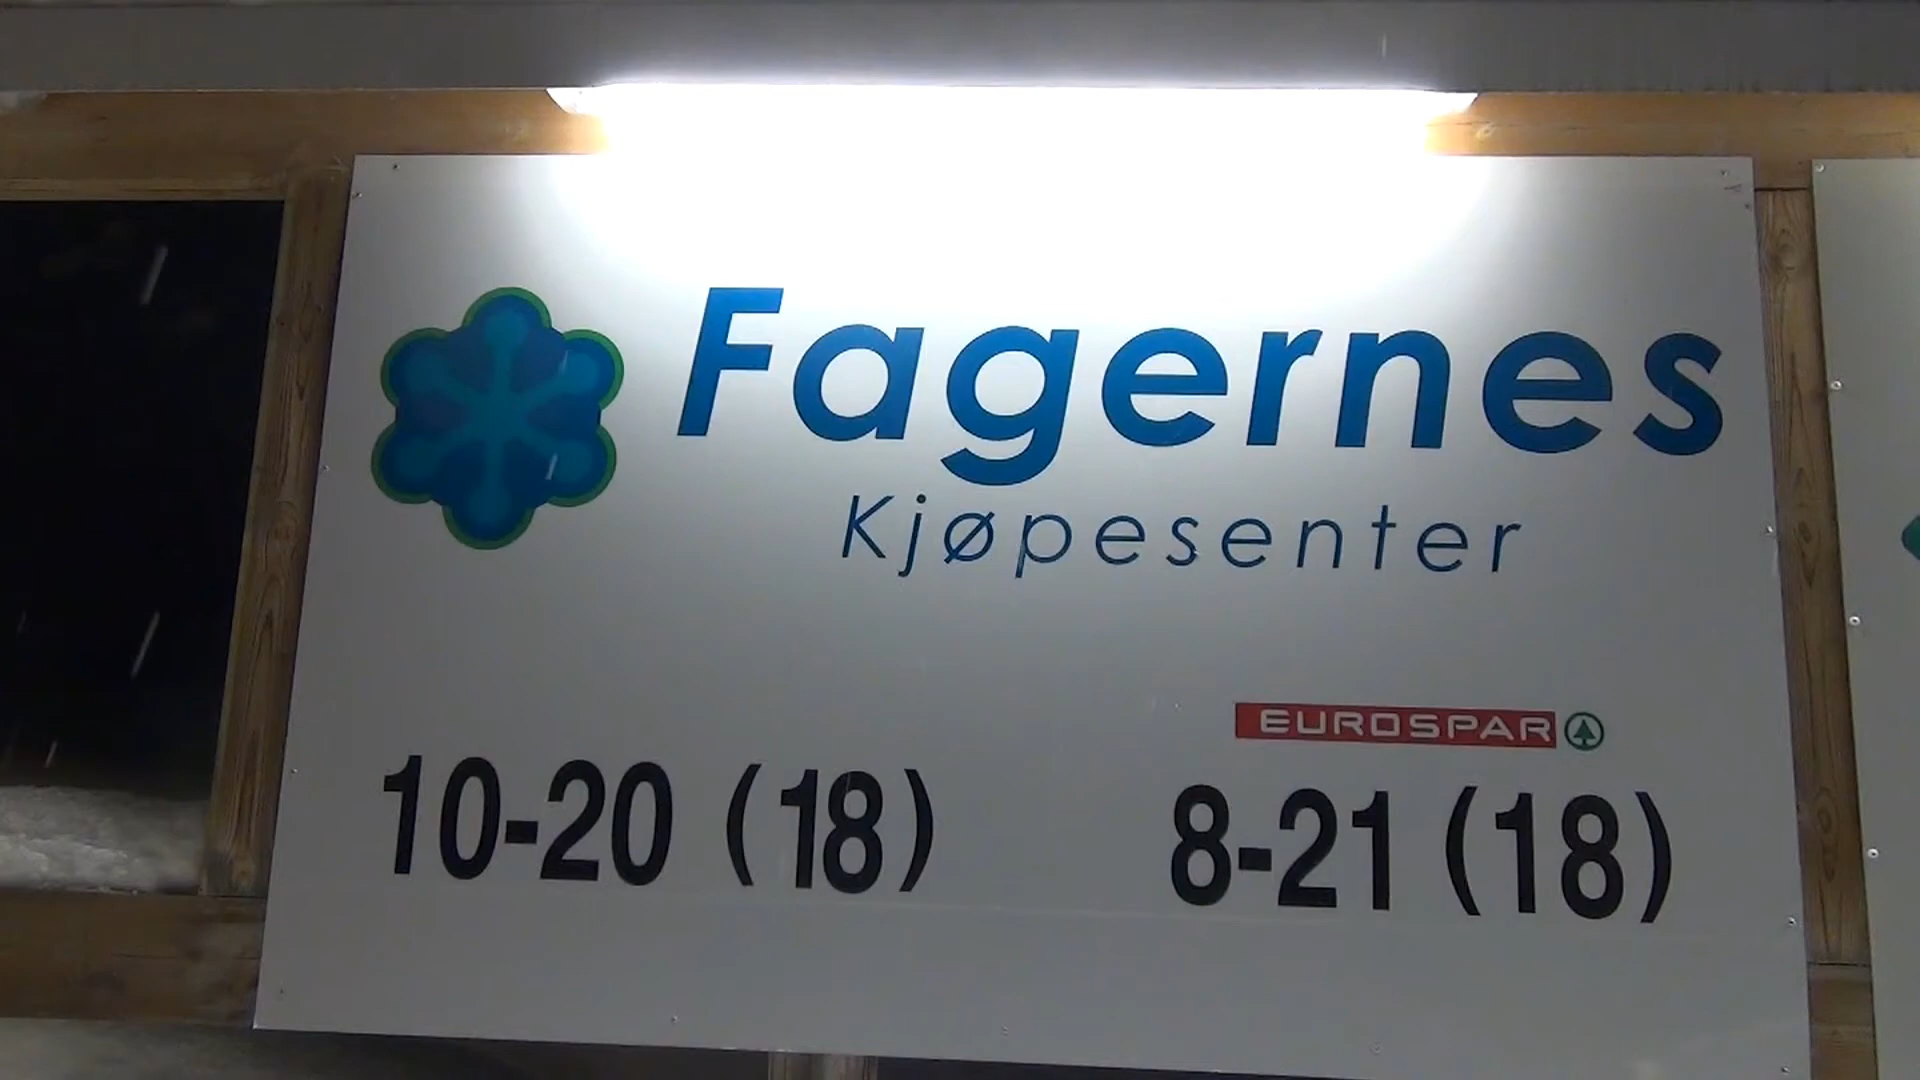 Fagernes
Kjøpesenter
EUROSPAR
10-20 (18)
8-21 (18)